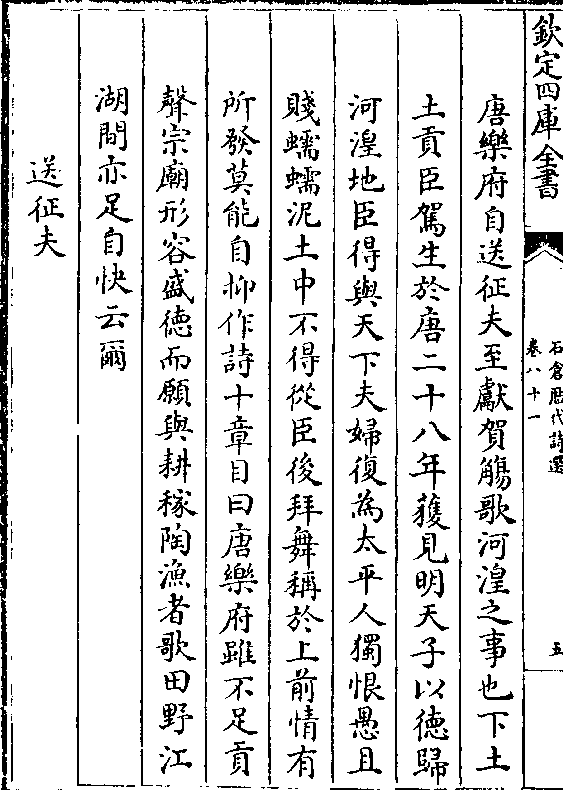 欽定四庫全書
石倉歷代詩選
卷八十一
五
唐樂府自送征夫至獻賀觴歌河湟之事也下土
土貢臣駕生於唐二十八年獲見明天子以德歸
河湟地臣得與天下夫婦復為太平人獨恨愚且
賤蠕蠕泥土中不得從臣後拜舞稱於上前情有
所發莫能自抑作詩十章目曰唐樂府雖不足貢
聲宗廟形容盛德而願與耕稼陶漁者歌田野江
湖間亦足自快云爾
送征夫